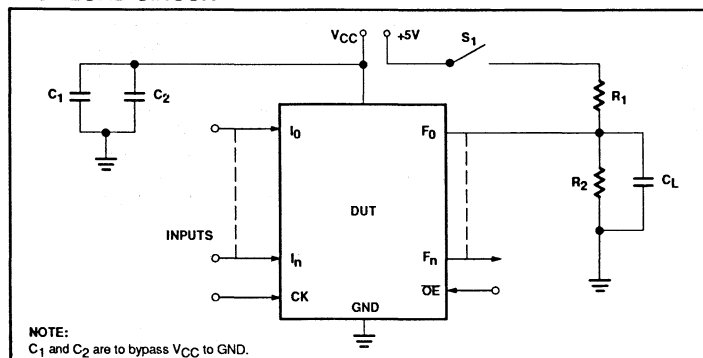 VCC
+5V
S1
C1
C2
R1
I0
F0
R2
CL
DUT
INPUTS
In
Fn
CK
OE
GND
NOTE:
C1 and C2 are to bypass VCC to GND.